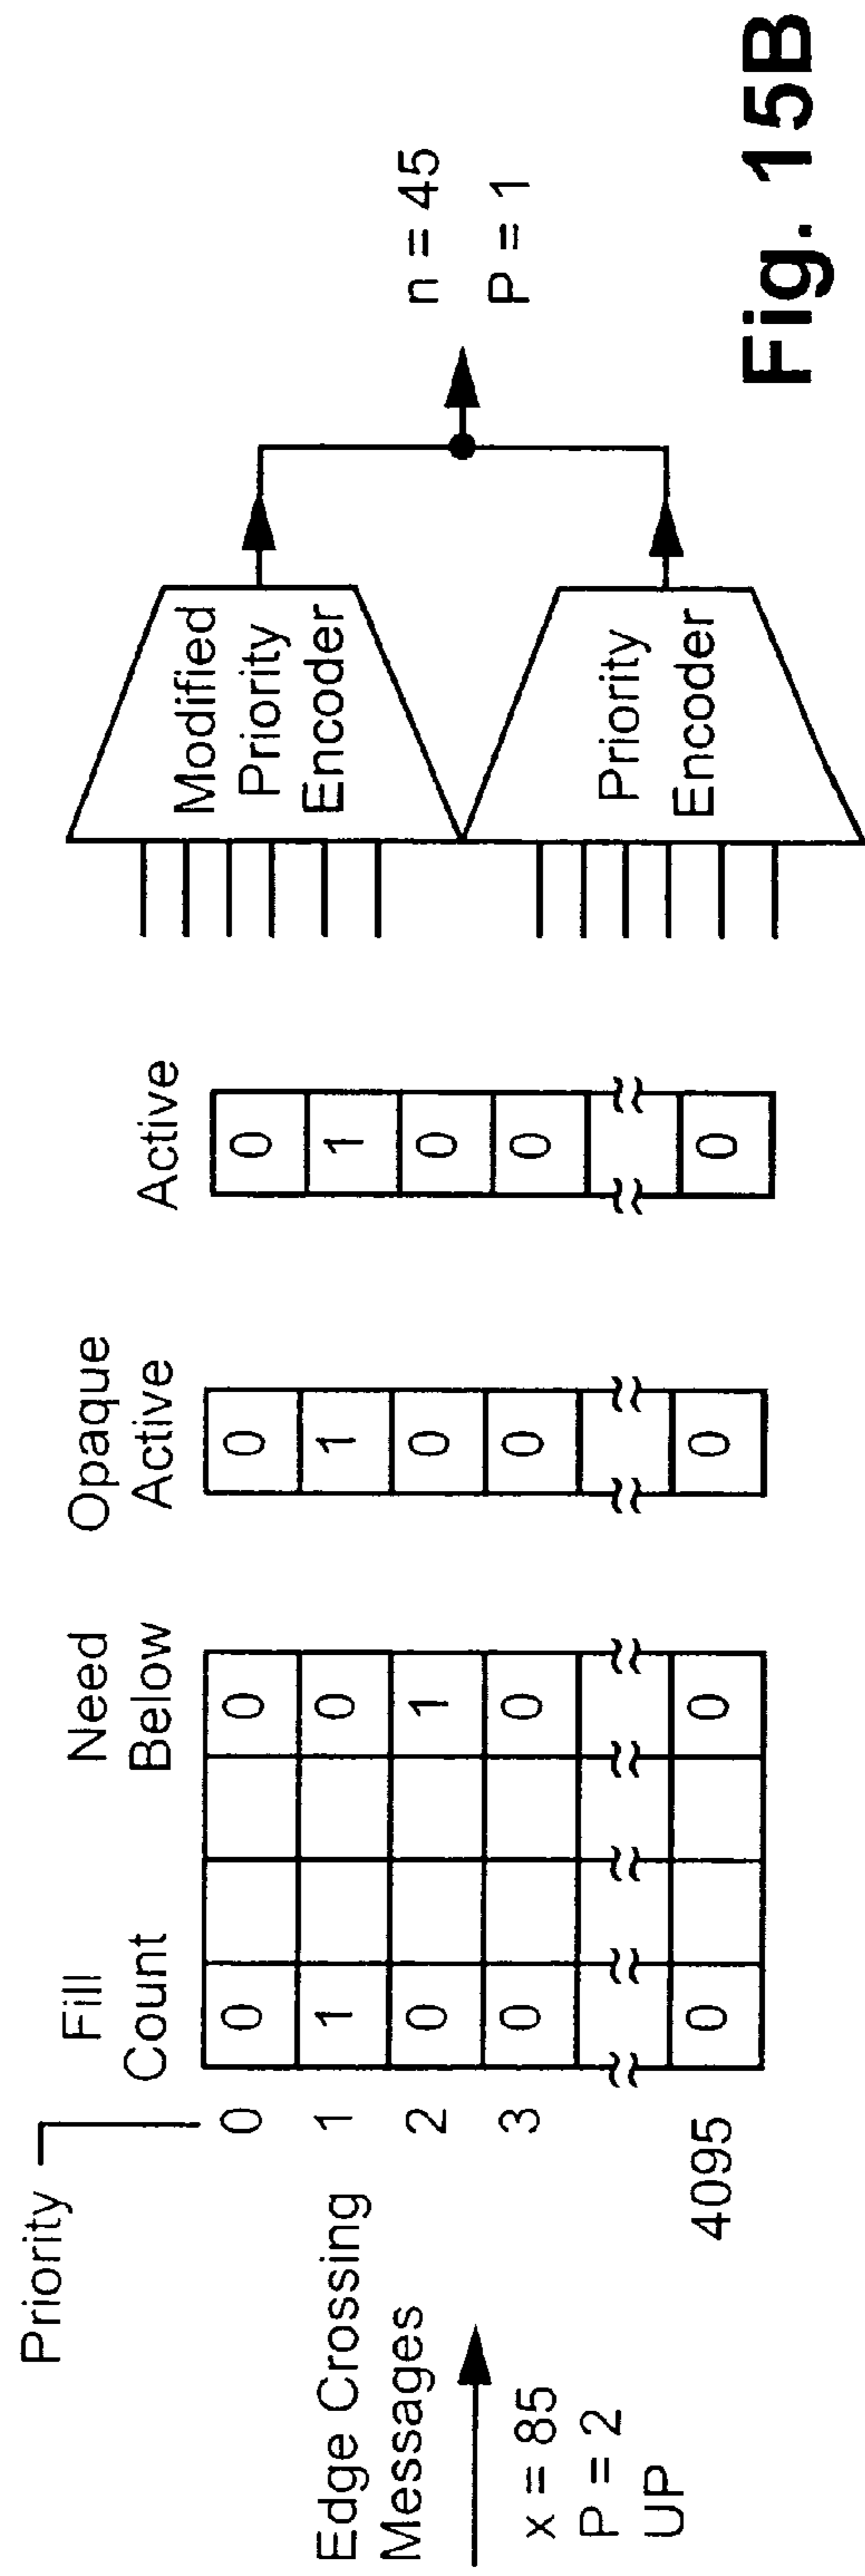 Priority
Edge Crossing
Messages
x = 85
P = 2
UP
Fill
Count
Need
Below
Opaque
Active
Active
0 0 0 0 0
1 1 0 1 1
2 0 1 0 0
3 0 0 0 0
4095 0 0 0 0
Modified
Priority
Encoder
Priority
Encoder
n = 45
P = 1
Fig. 15B